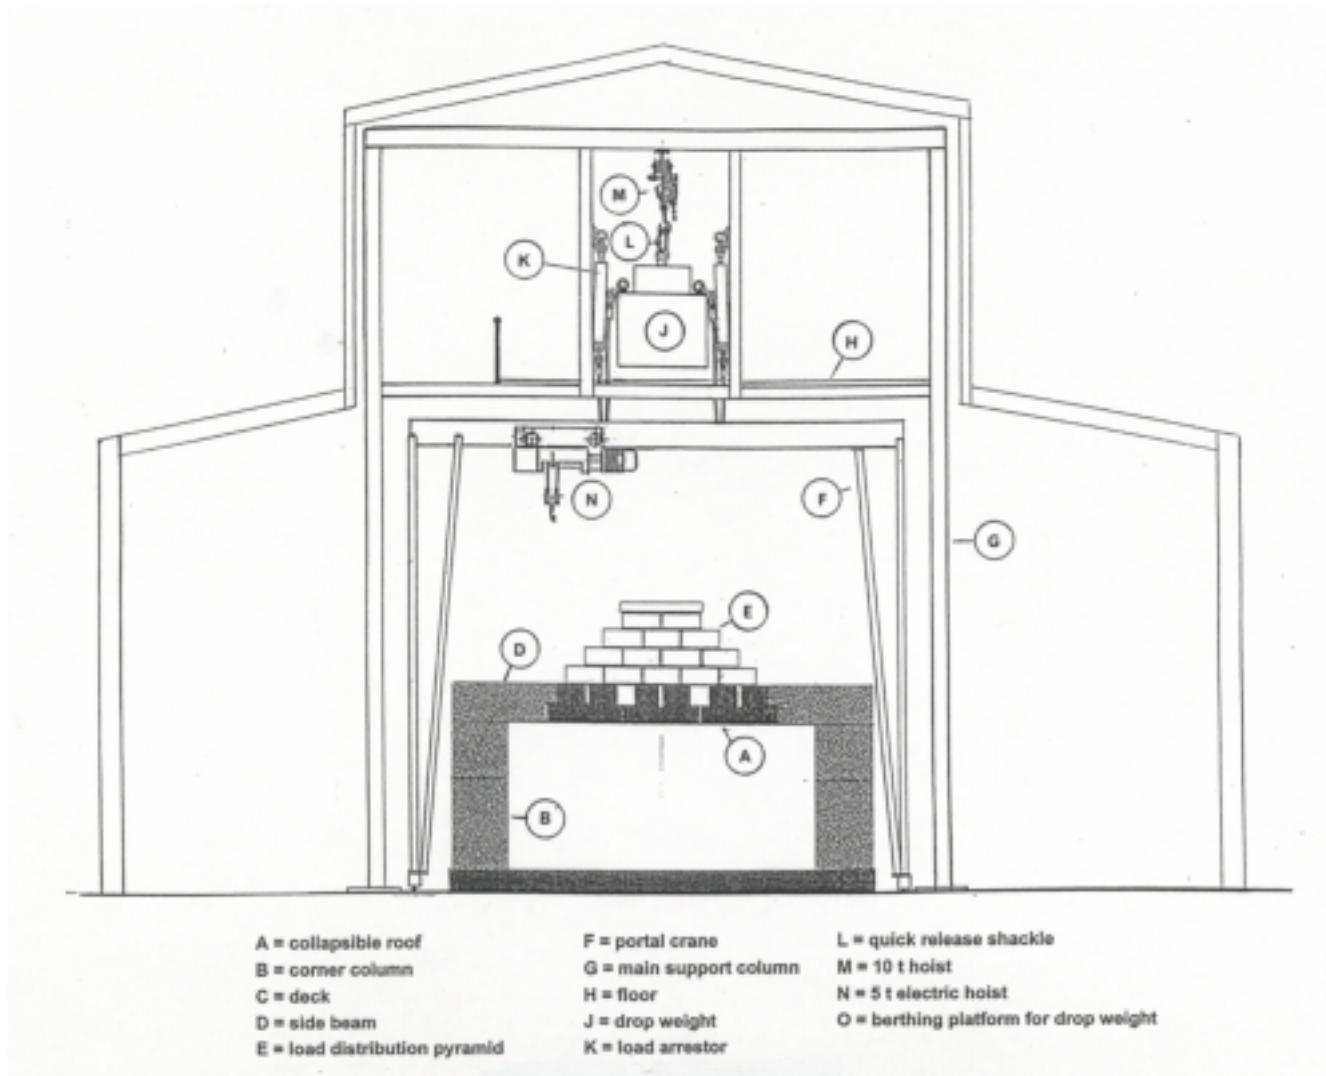 M
L
K
J
H
N
F
G
E
D
A
B
A = collapsible roof
B = corner column
C = deck
D = side beam
E = load distribution pyramid
F = portal crane
G = main support column
H = floor
J = drop weight
K = load arrestor
L = quick release shackle
M = 10 t hoist
N = 5 t electric hoist
O = berthing platform for drop weight